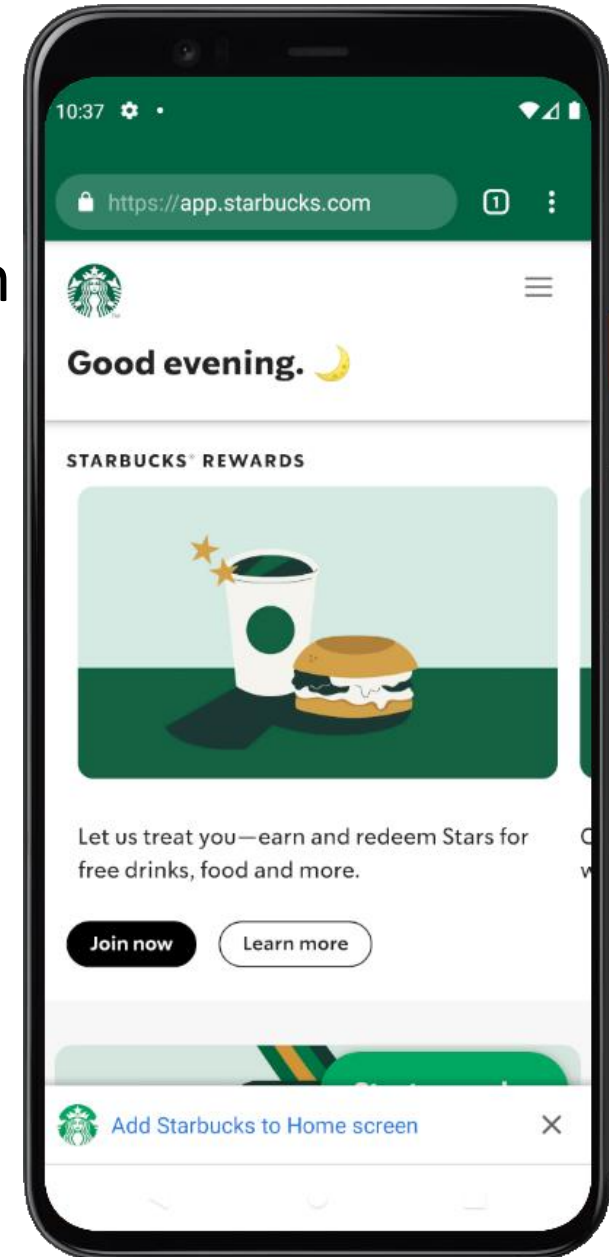 10:37
https://app.starbucks.com
1
Good evening. 🌙
STARBUCKS® REWARDS
Let us treat you—earn and redeem Stars for
free drinks, food and more.
Join now
Learn more
Add Starbucks to Home screen